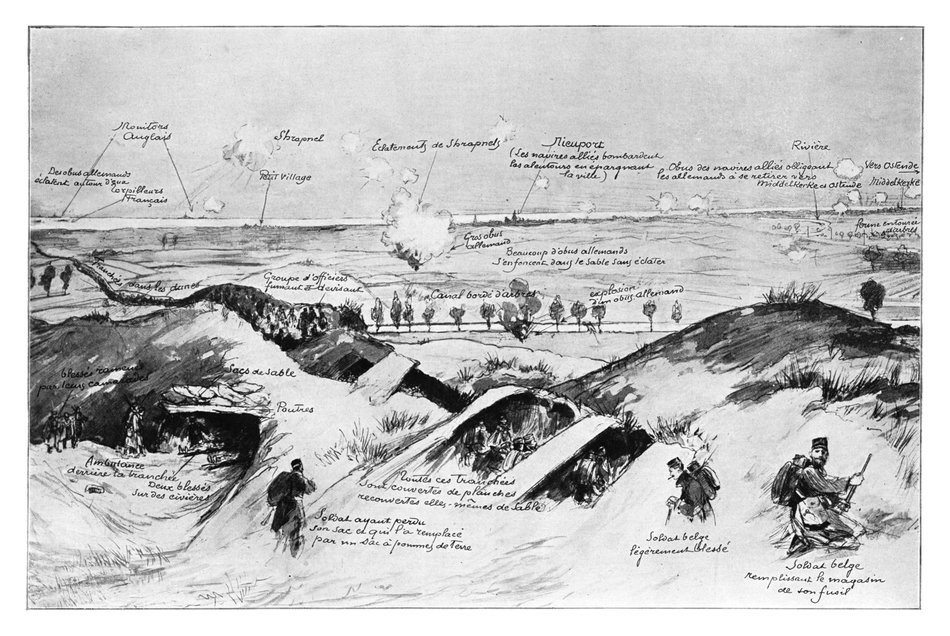 Monitors
Anglais
Shrapnel
Petit Village
Des obus allemands
éclatent autour d'eux
Torpilleurs
Français
Eclatements de Shrapnels
Nieuport
(Les navires alliés bombardent
les alentours en épargnant
la ville)
Rivière
Obus des navires alliés obligeant
les allemands à se retirer vers
Middelkerke et Ostende
Vers Ostende
Middelkerke
ferme entourée
d'arbres
Gros obus
allemand
Beaucoup d'obus allemands
s'enfoncent dans le sable sans éclater
Tranchées dans les dunes
Groupe d'officiers
fumant et devisant
Canal bordé d'arbres
explosion
d'un obus allemand
blessés ramenés
par leurs camarades
Sacs de sable
Poutres
Ambulance
derrière la tranchée
Deux blessés
sur des civières
Toutes ces tranchées
sont couvertes de planches
recouvertes elles-mêmes de sable
Soldat ayant perdu
son sac et qui l'a remplacé
par un sac à pommes de terre
Soldat belge
légèrement blessé
Soldat belge
remplissant le magasin
de son fusil